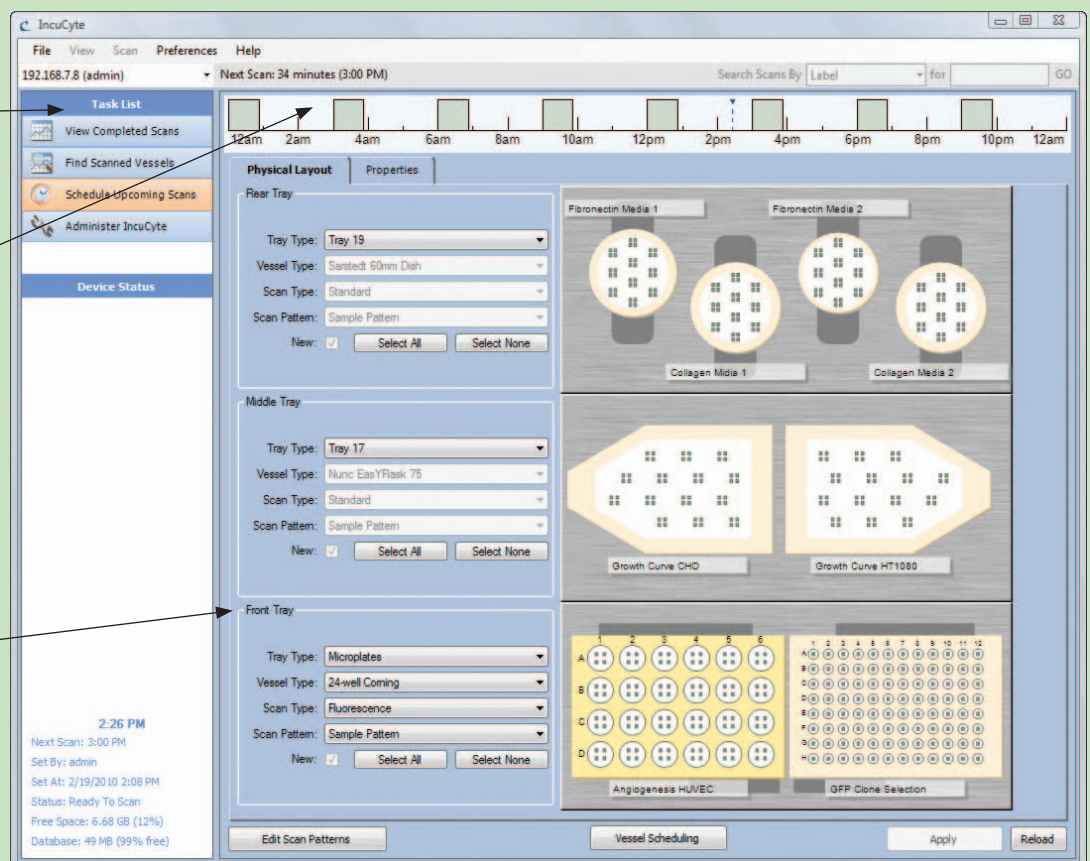 IncuCyte
File View Scan Preferences Help
192.168.7.8 (admin) Next Scan: 34 minutes (3:00 PM) Search Scans By Label for GO
Task List
View Completed Scans
Find Scanned Vessels
Schedule Upcoming Scans
Administer IncuCyte
Device Status
12am 2am 4am 6am 8am 10am 12pm 2pm 4pm 6pm 8pm 10pm 12am
Physical Layout Properties
Rear Tray
Tray Type: Tray 19
Vessel Type: Sarstedt 60mm Dish
Scan Type: Standard
Scan Pattern: Sample Pattern
New: Select All Select None
Fibronectin Media 1 Fibronectin Media 2
Collagen Midia 1 Collagen Media 2
Middle Tray
Tray Type: Tray 17
Vessel Type: Nunc EasYFlask 75
Scan Type: Standard
Scan Pattern: Sample Pattern
New: Select All Select None
Growth Curve CHO Growth Curve HT1080
Front Tray
Tray Type: Microplates
Vessel Type: 24-well Corning
Scan Type: Fluorescence
Scan Pattern: Sample Pattern
New: Select All Select None
1 2 3 4 5 6
A
B
C
D
1 2 3 4 5 6 7 8 9 10 11 12
A
B
C
D
E
F
G
H
Angiogenesis HUVEC GFP Clone Selection
2:26 PM
Next Scan: 3:00 PM
Set By: admin
Set At: 2/19/2010 2:08 PM
Status: Ready To Scan
Free Space: 6.68 GB (12%)
Database: 49 MB (99% free)
Edit Scan Patterns Vessel Scheduling Apply Reload